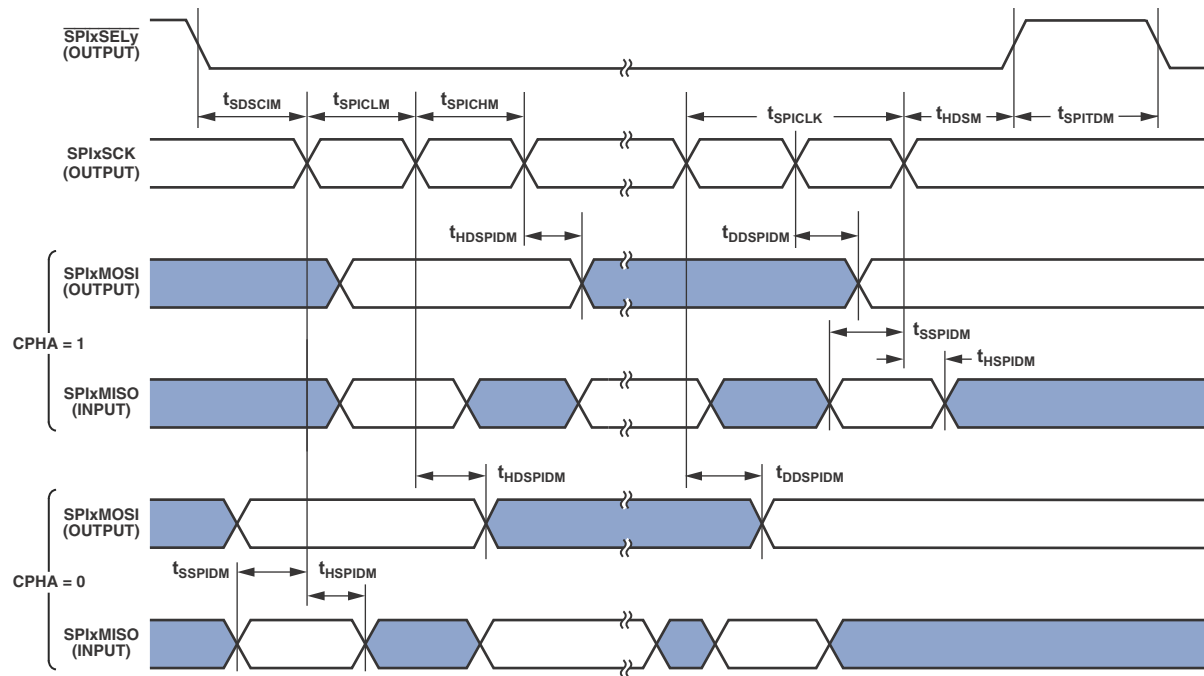 SPIxSELy
(OUTPUT)
tSDSCIM
tSPICLM
tSPICHM
tSPICLK
tHDSM
tSPITDM
SPIxSCK
(OUTPUT)
tHDSPIDM
tDDSPIDM
SPIxMOSI
(OUTPUT)
tSSPIDM
CPHA = 1
tHSPIDM
SPIxMISO
(INPUT)
tHDSPIDM
tDDSPIDM
SPIxMOSI
(OUTPUT)
tSSPIDM
tHSPIDM
CPHA = 0
SPIxMISO
(INPUT)